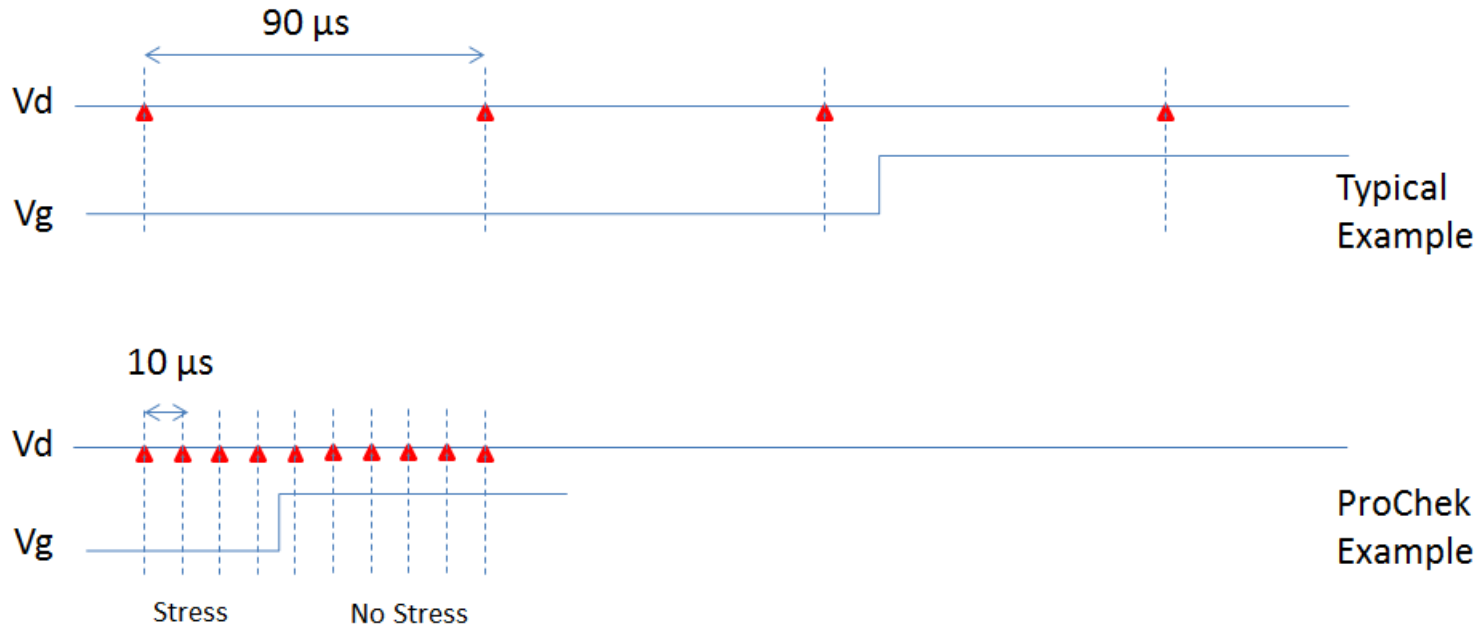 90 µs
Vd
Vg
Typical
Example
10 µs
Vd
Vg
ProChek
Example
Stress
No Stress